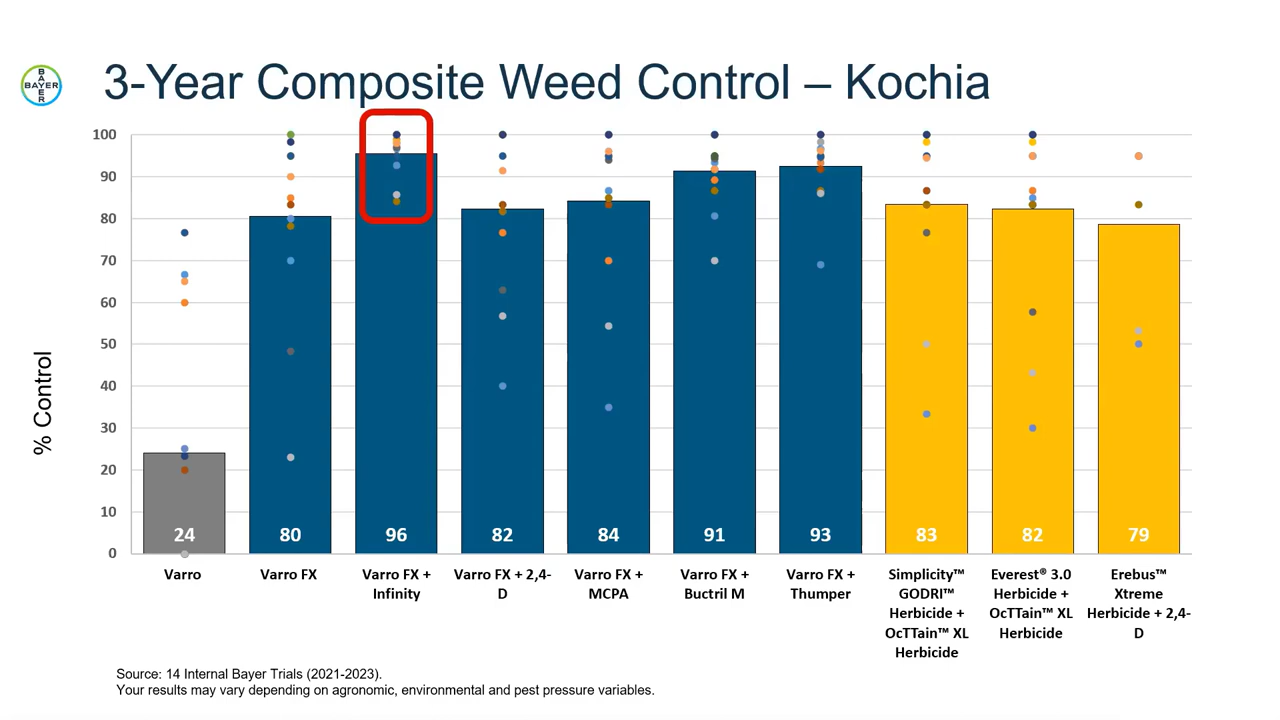 BAYER
BAYER
3-Year Composite Weed Control – Kochia
% Control
100
90
80
70
60
50
40
30
20
10
0
24
80
96
82
84
91
93
83
82
79
Varro
Varro FX
Varro FX +
Infinity
Varro FX + 2,4-
D
Varro FX +
MCPA
Varro FX +
Buctril M
Varro FX +
Thumper
Simplicity™
GODRI™
Herbicide +
OcTTain™ XL
Herbicide
Everest® 3.0
Herbicide +
OcTTain™ XL
Herbicide
Erebus™
Xtreme
Herbicide + 2,4-
D
Source: 14 Internal Bayer Trials (2021-2023).
Your results may vary depending on agronomic, environmental and pest pressure variables.